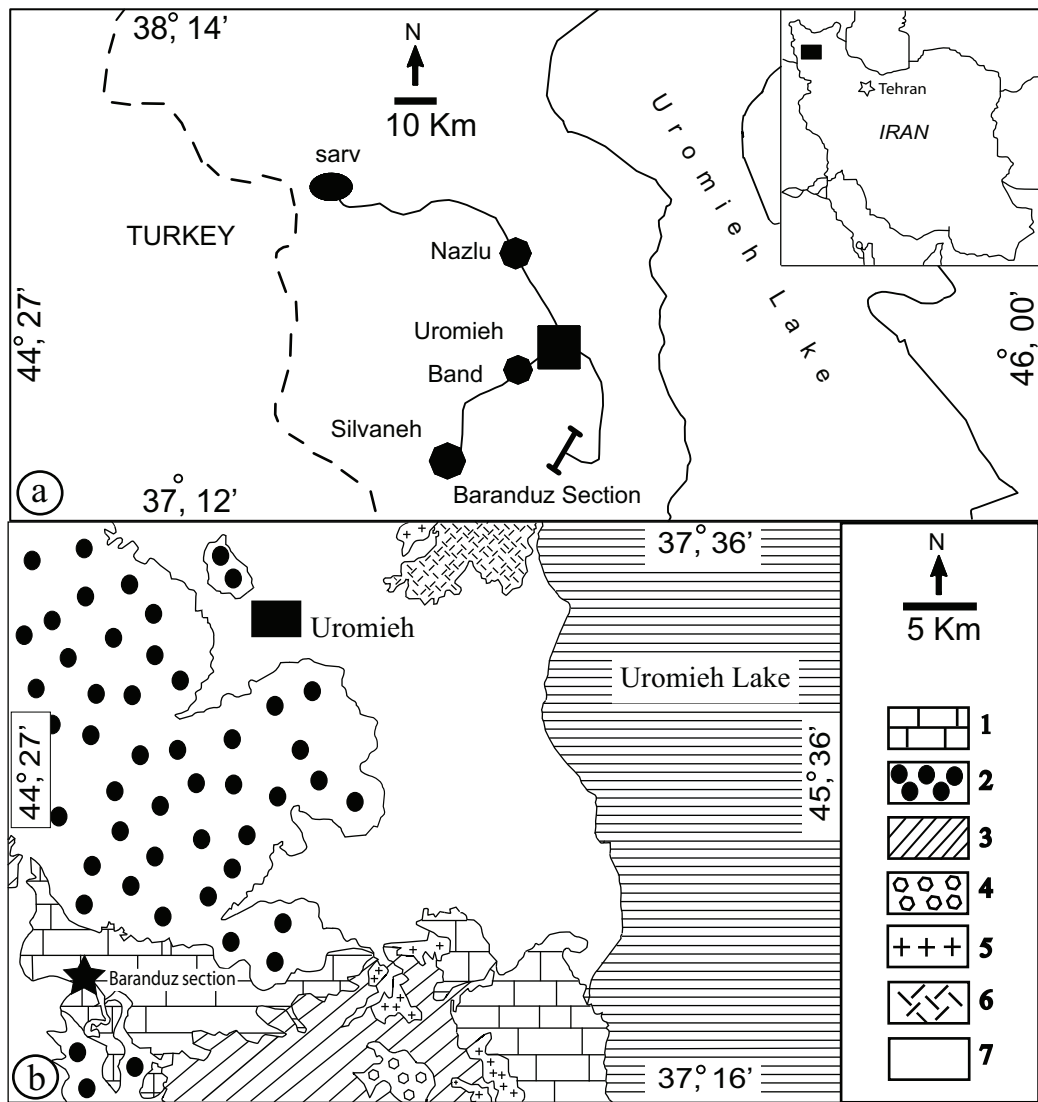 38° 14’
N
10 Km
sarv
TURKEY
Nazlu
Uromieh
Band
Silvaneh
Baranduz Section
Uromieh Lake
Tehran
IRAN
44° 27’
46° 00’
37° 12’
a
37° 36’
N
5 Km
Uromieh
Uromieh Lake
44° 27’
45° 36’
Baranduz section
37° 16’
b
1
2
3
4
5
6
7